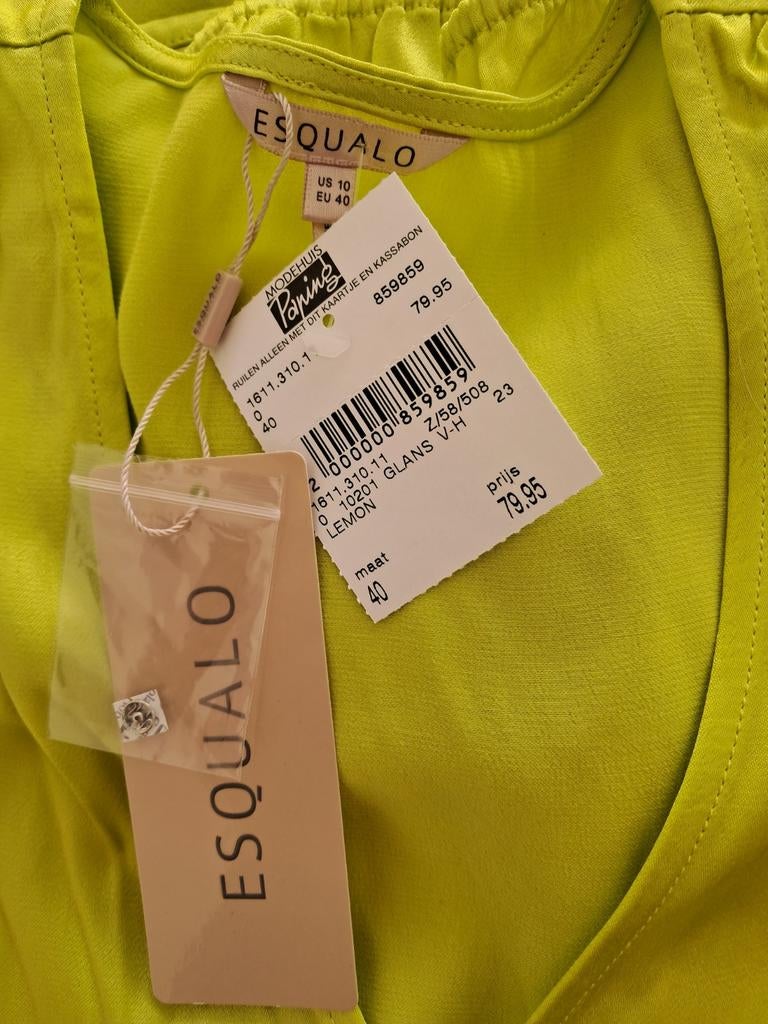 ESQUALO
US 10
EU 40
ESQUALO
MODEHUIS
Paping
RUILEN ALLEEN MET DIT KAARTJE EN KASSABON
1611.310.1
859859
0
79.95
40
2 000000 859859
1611.310.11
Z/58/508
0 10201 GLANS V-H
23
LEMON
maat
prijs
40
79.95
ESQUALO